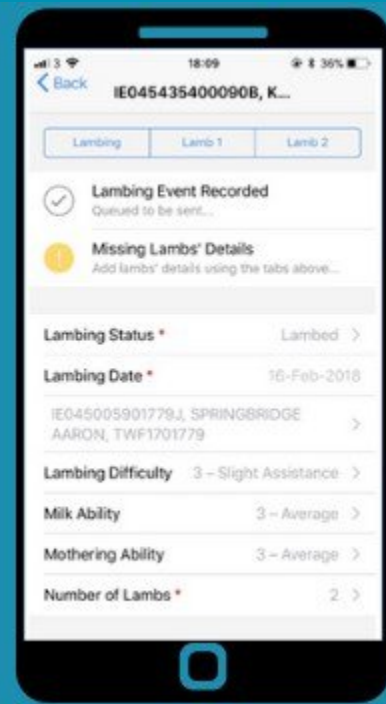 3 18:09 36%
Back IE045435400090B, K...
Lambing Lamb 1 Lamb 2
Lambing Event Recorded
Queued to be sent...
!
Missing Lambs' Details
Add lambs' details using the tabs above...
Lambing Status * Lambed
Lambing Date * 16-Feb-2018
IE045005901779J, SPRINGBRIDGE
AARON, TWF1701779
Lambing Difficulty 3 – Slight Assistance
Milk Ability 3 – Average
Mothering Ability 3 – Average
Number of Lambs * 2